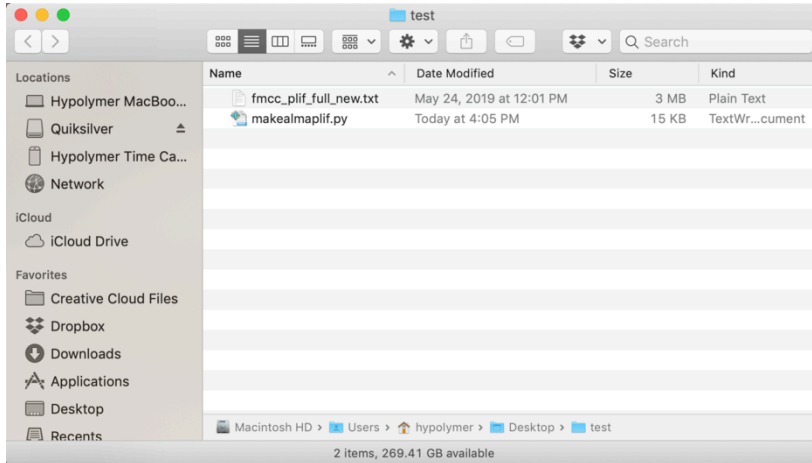 test
Search
Locations
Hypolymer MacBoo...
Quiksilver
Hypolymer Time Ca...
Network
iCloud
iCloud Drive
Favorites
Creative Cloud Files
Dropbox
Downloads
Applications
Desktop
Recents
Name Date Modified Size Kind
fmcc_plif_full_new.txt May 24, 2019 at 12:01 PM 3 MB Plain Text
makealmaplif.py Today at 4:05 PM 15 KB TextWr...cument
Macintosh HD › Users › hypolymer › Desktop › test
2 items, 269.41 GB available